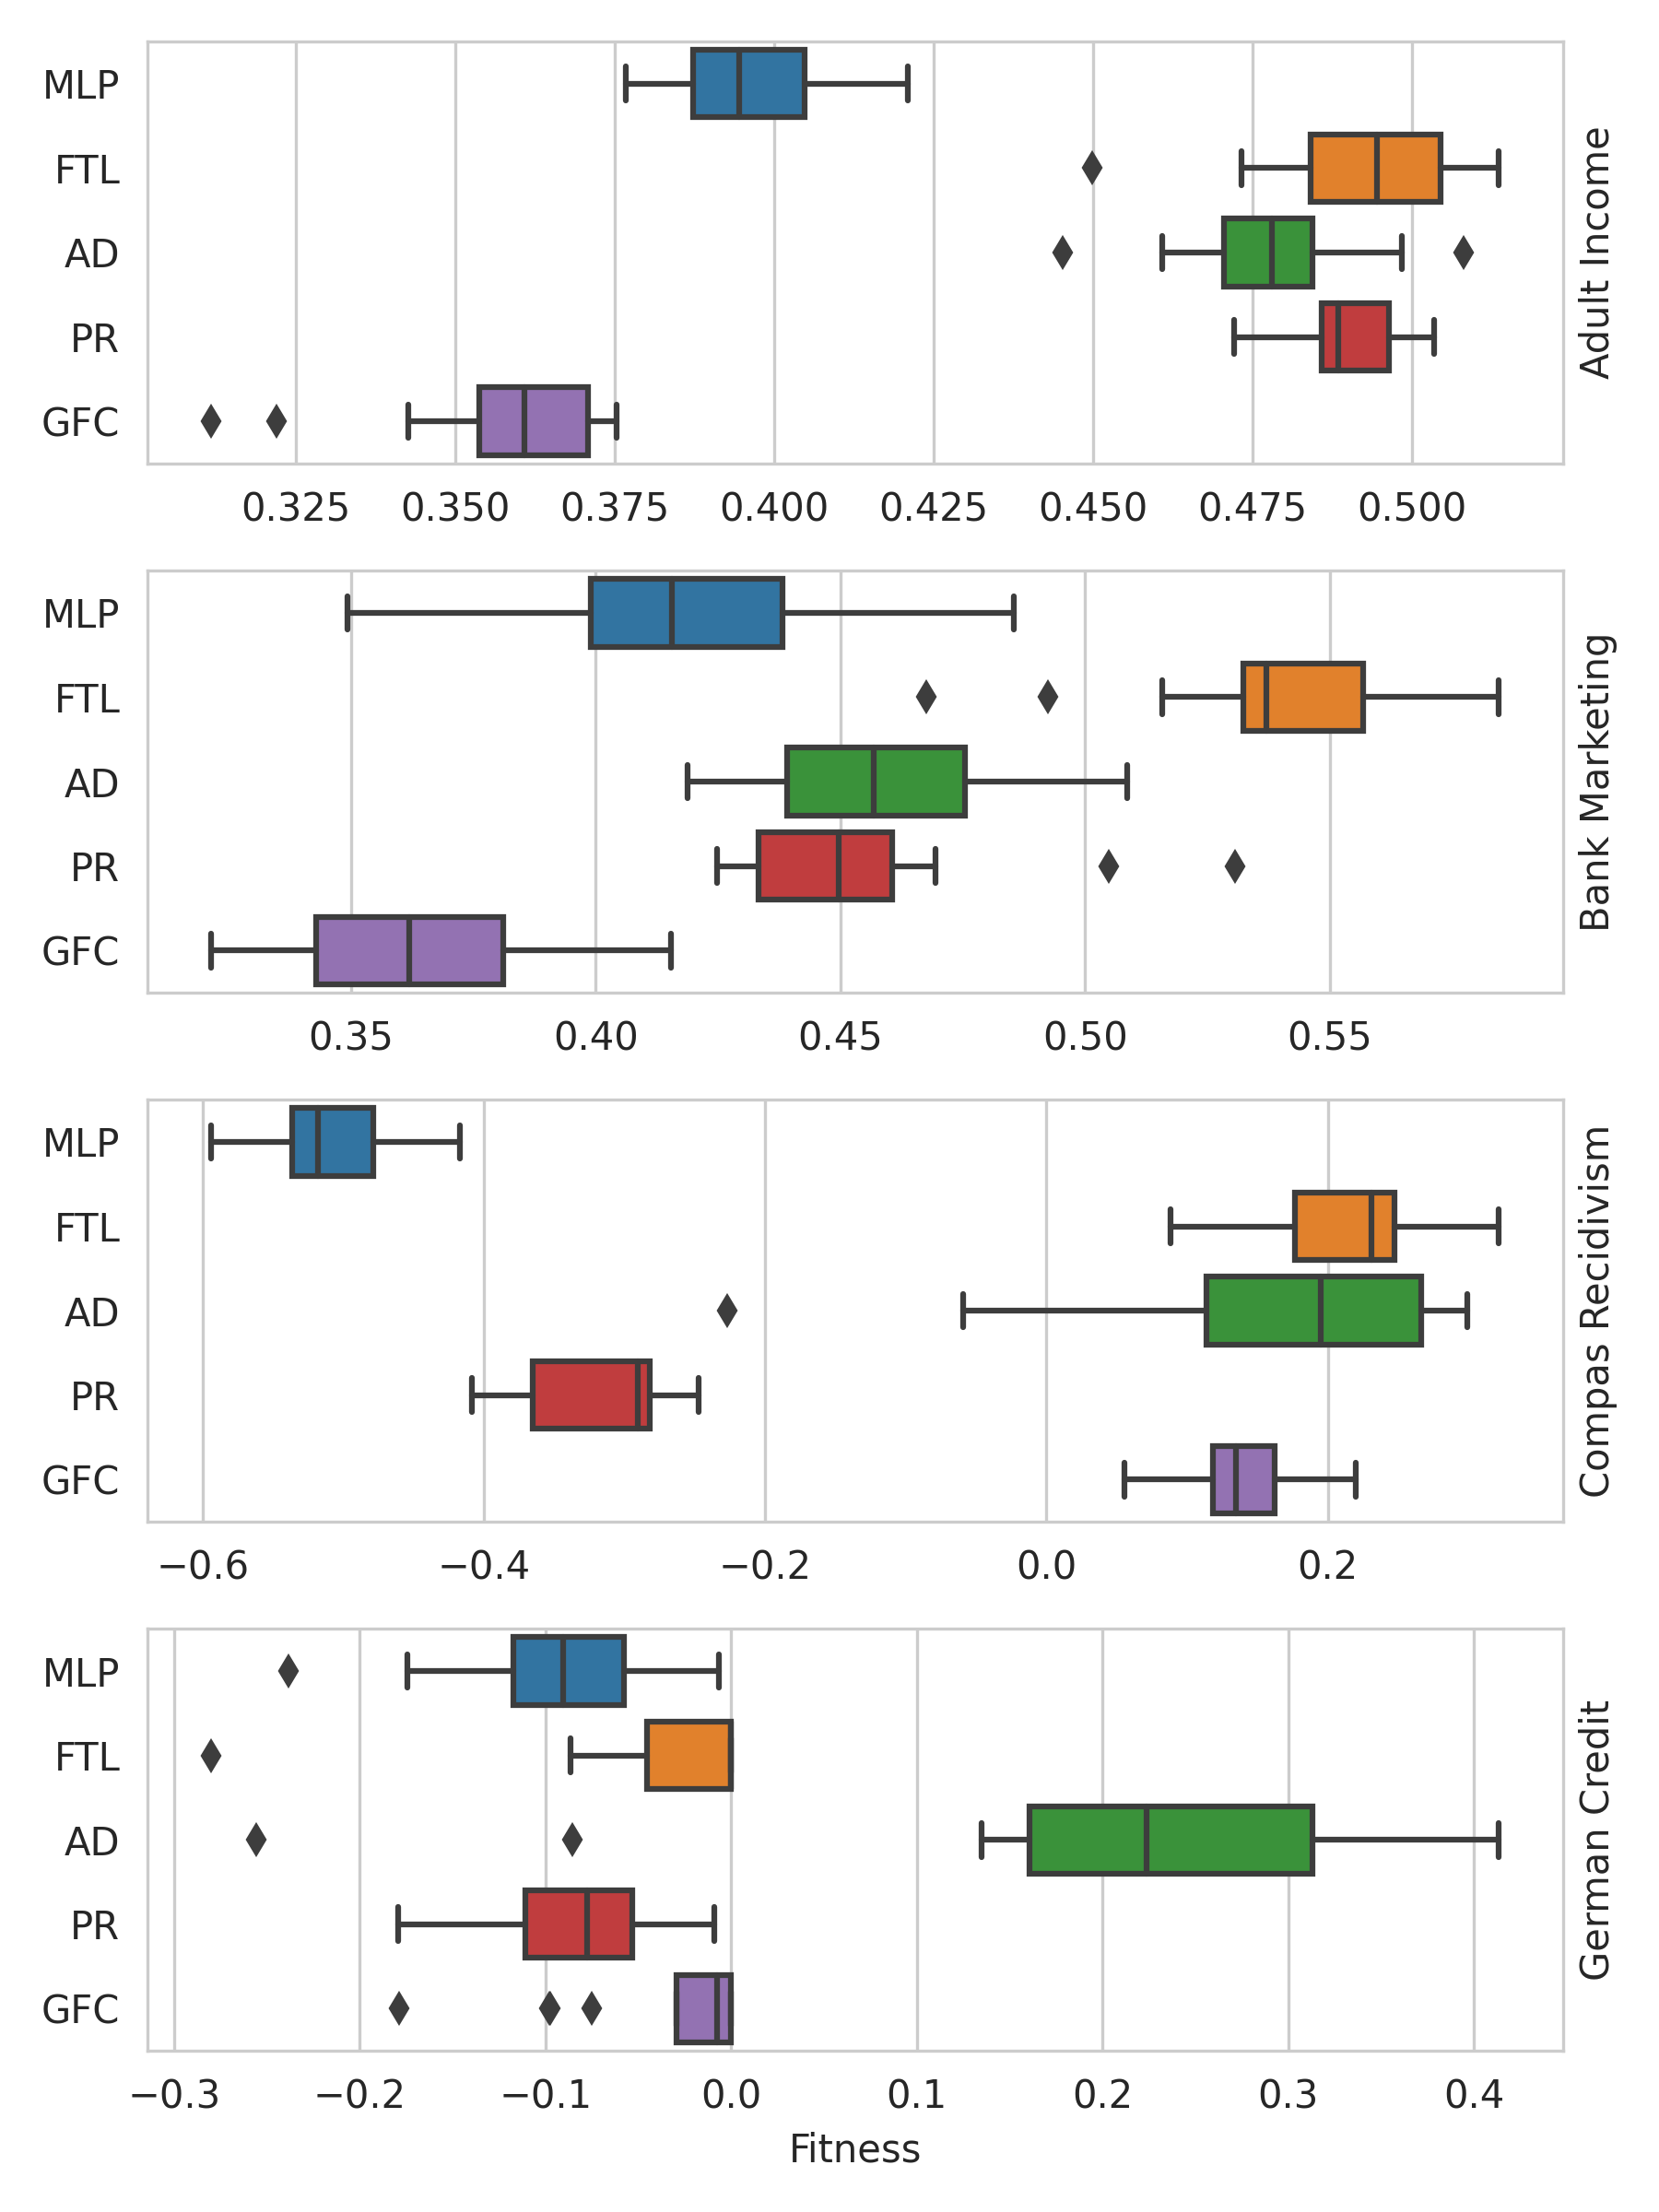 MLP
FTL
AD
PR
GFC
0.325 0.350 0.375 0.400 0.425 0.450 0.475 0.500
Adult Income
MLP
FTL
AD
PR
GFC
0.35 0.40 0.45 0.50 0.55
Bank Marketing
MLP
FTL
AD
PR
GFC
−0.6 −0.4 −0.2 0.0 0.2
Compas Recidivism
MLP
FTL
AD
PR
GFC
−0.3 −0.2 −0.1 0.0 0.1 0.2 0.3 0.4
German Credit
Fitness